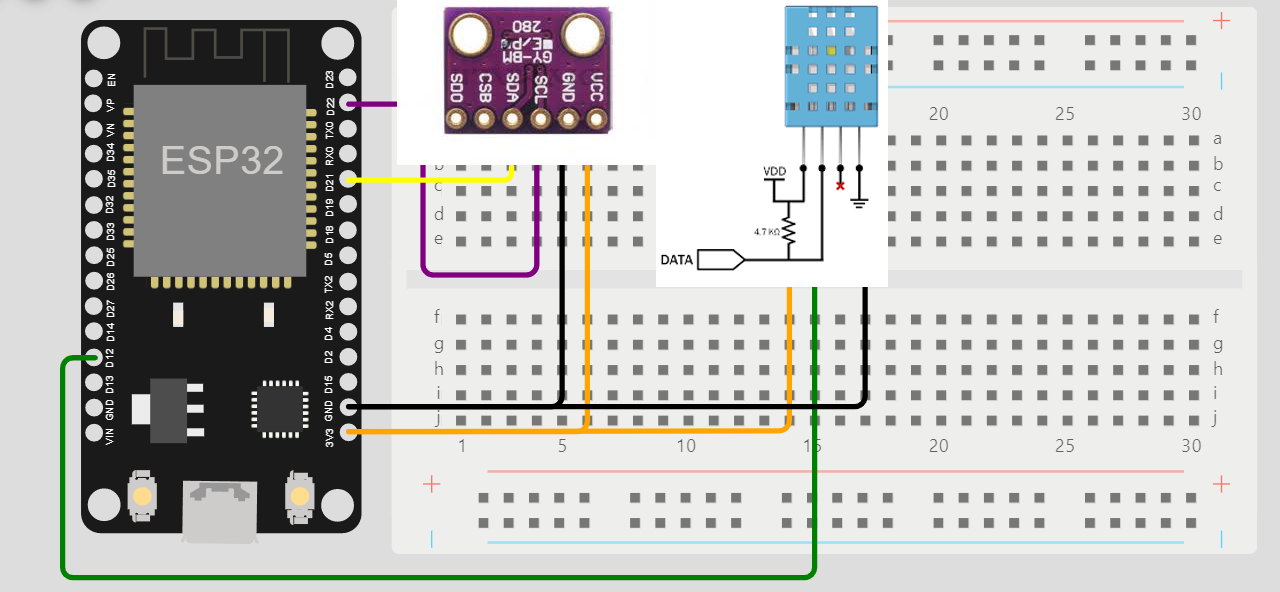 EN
VP
VN
D34
D35
D32
D33
D25
D26
D27
D14
D12
D13
GND
VIN
ESP32
D23
D22
TX0
RX0
D21
D19
D18
D5
TX2
RX2
D4
D2
D15
GND
3V3
280
E/P
GY-BM
SDO CSB SDA SCL GND VCC
VDD
4.7 KΩ
DATA
+
20 30
a
b b
c c
d d
e e
f f
g g
h h
i i
j j
1 5 10 15 20 25 30
+ +